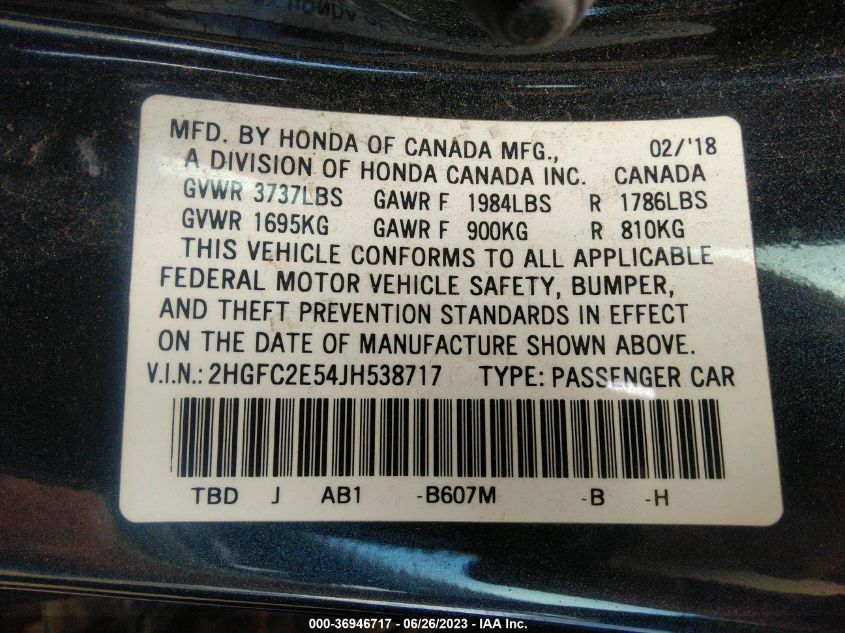 MFD. BY HONDA OF CANADA MFG., 02/'18
A DIVISION OF HONDA CANADA INC. CANADA
GVWR 3737LBS GAWR F 1984LBS R 1786LBS
GVWR 1695KG GAWR F 900KG R 810KG
THIS VEHICLE CONFORMS TO ALL APPLICABLE
FEDERAL MOTOR VEHICLE SAFETY, BUMPER,
AND THEFT PREVENTION STANDARDS IN EFFECT
ON THE DATE OF MANUFACTURE SHOWN ABOVE.
V.I.N.: 2HGFC2E54JH538717 TYPE: PASSENGER CAR
TBD J AB1 -B607M -B -H
000-36946717 - 06/26/2023 - IAA Inc.